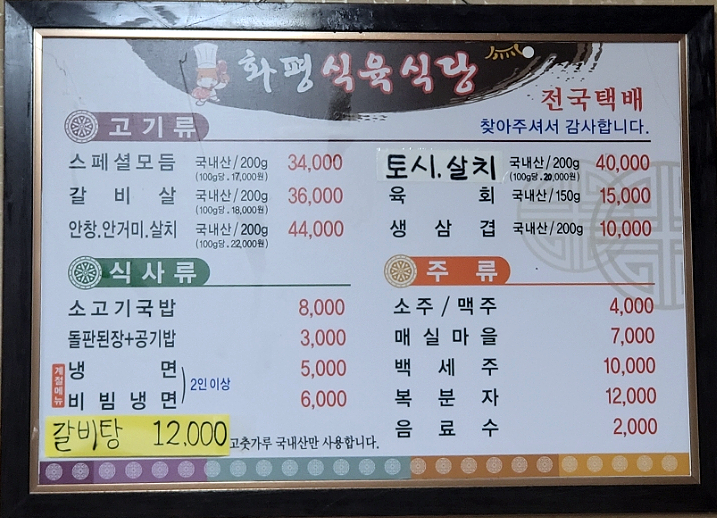 화평식육식당
전국택배
찾아주셔서 감사합니다.
고기류
스페셜모듬 국내산/200g (100g당.17,000원) 34,000
갈비살 국내산/200g (100g당.18,000원) 36,000
안창.안거미.살치 국내산/200g (100g당.22,000원) 44,000
토시.살치 국내산/200g (100g당.20,000원) 40,000
육회 국내산/150g 15,000
생삼겹 국내산/200g 10,000
식사류
소고기국밥 8,000
돌판된장+공기밥 3,000
계절메뉴
냉면 5,000
비빔냉면 6,000
2인이상
갈비탕 12,000
고춧가루 국내산만 사용합니다.
주류
소주/맥주 4,000
매실마을 7,000
백세주 10,000
복분자 12,000
음료수 2,000